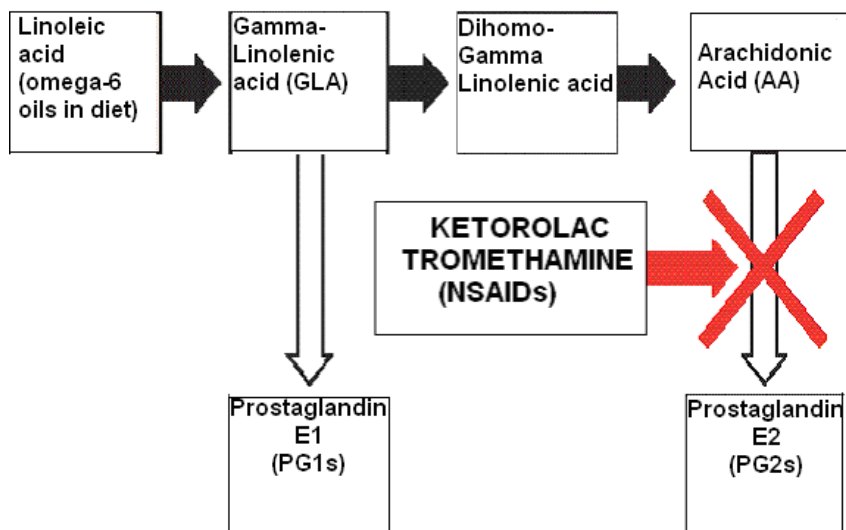 Linoleic
acid
(omega-6
oils in diet)
Gamma-
Linolenic
acid (GLA)
Dihomo-
Gamma
Linolenic acid
Arachidonic
Acid (AA)
KETOROLAC
TROMETHAMINE
(NSAIDs)
Prostaglandin
E1
(PG1s)
Prostaglandin
E2
(PG2s)